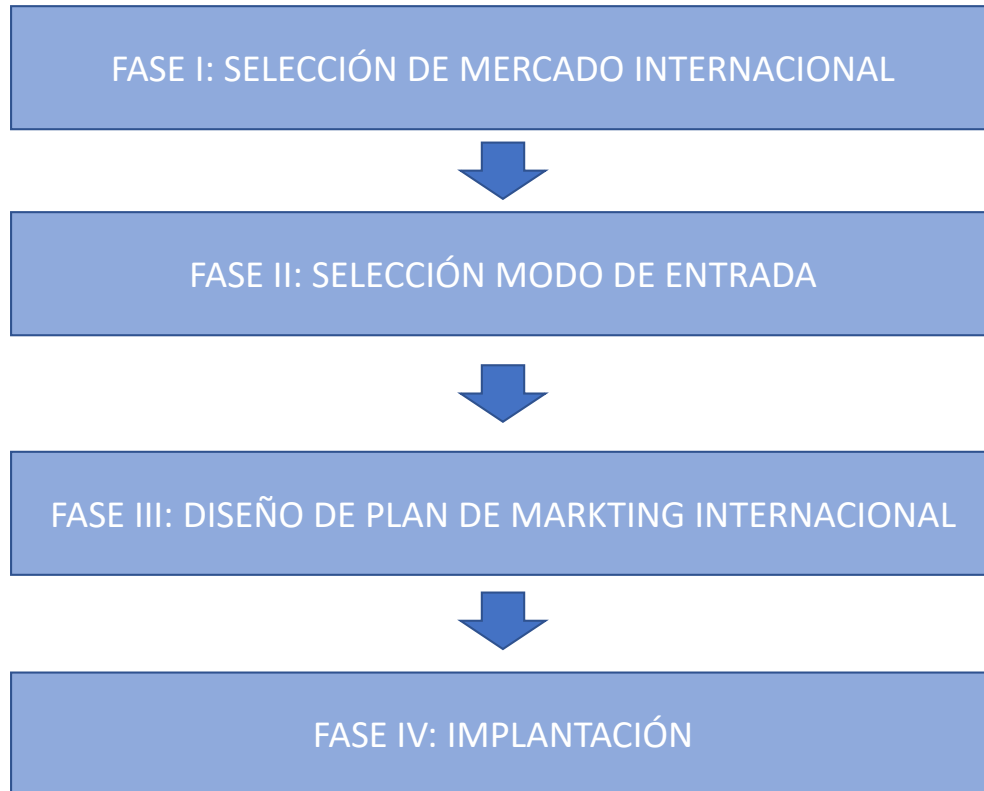 FASE I: SELECCIÓN DE MERCADO INTERNACIONAL
FASE II: SELECCIÓN MODO DE ENTRADA
FASE III: DISEÑO DE PLAN DE MARKTING INTERNACIONAL
FASE IV: IMPLANTACIÓN